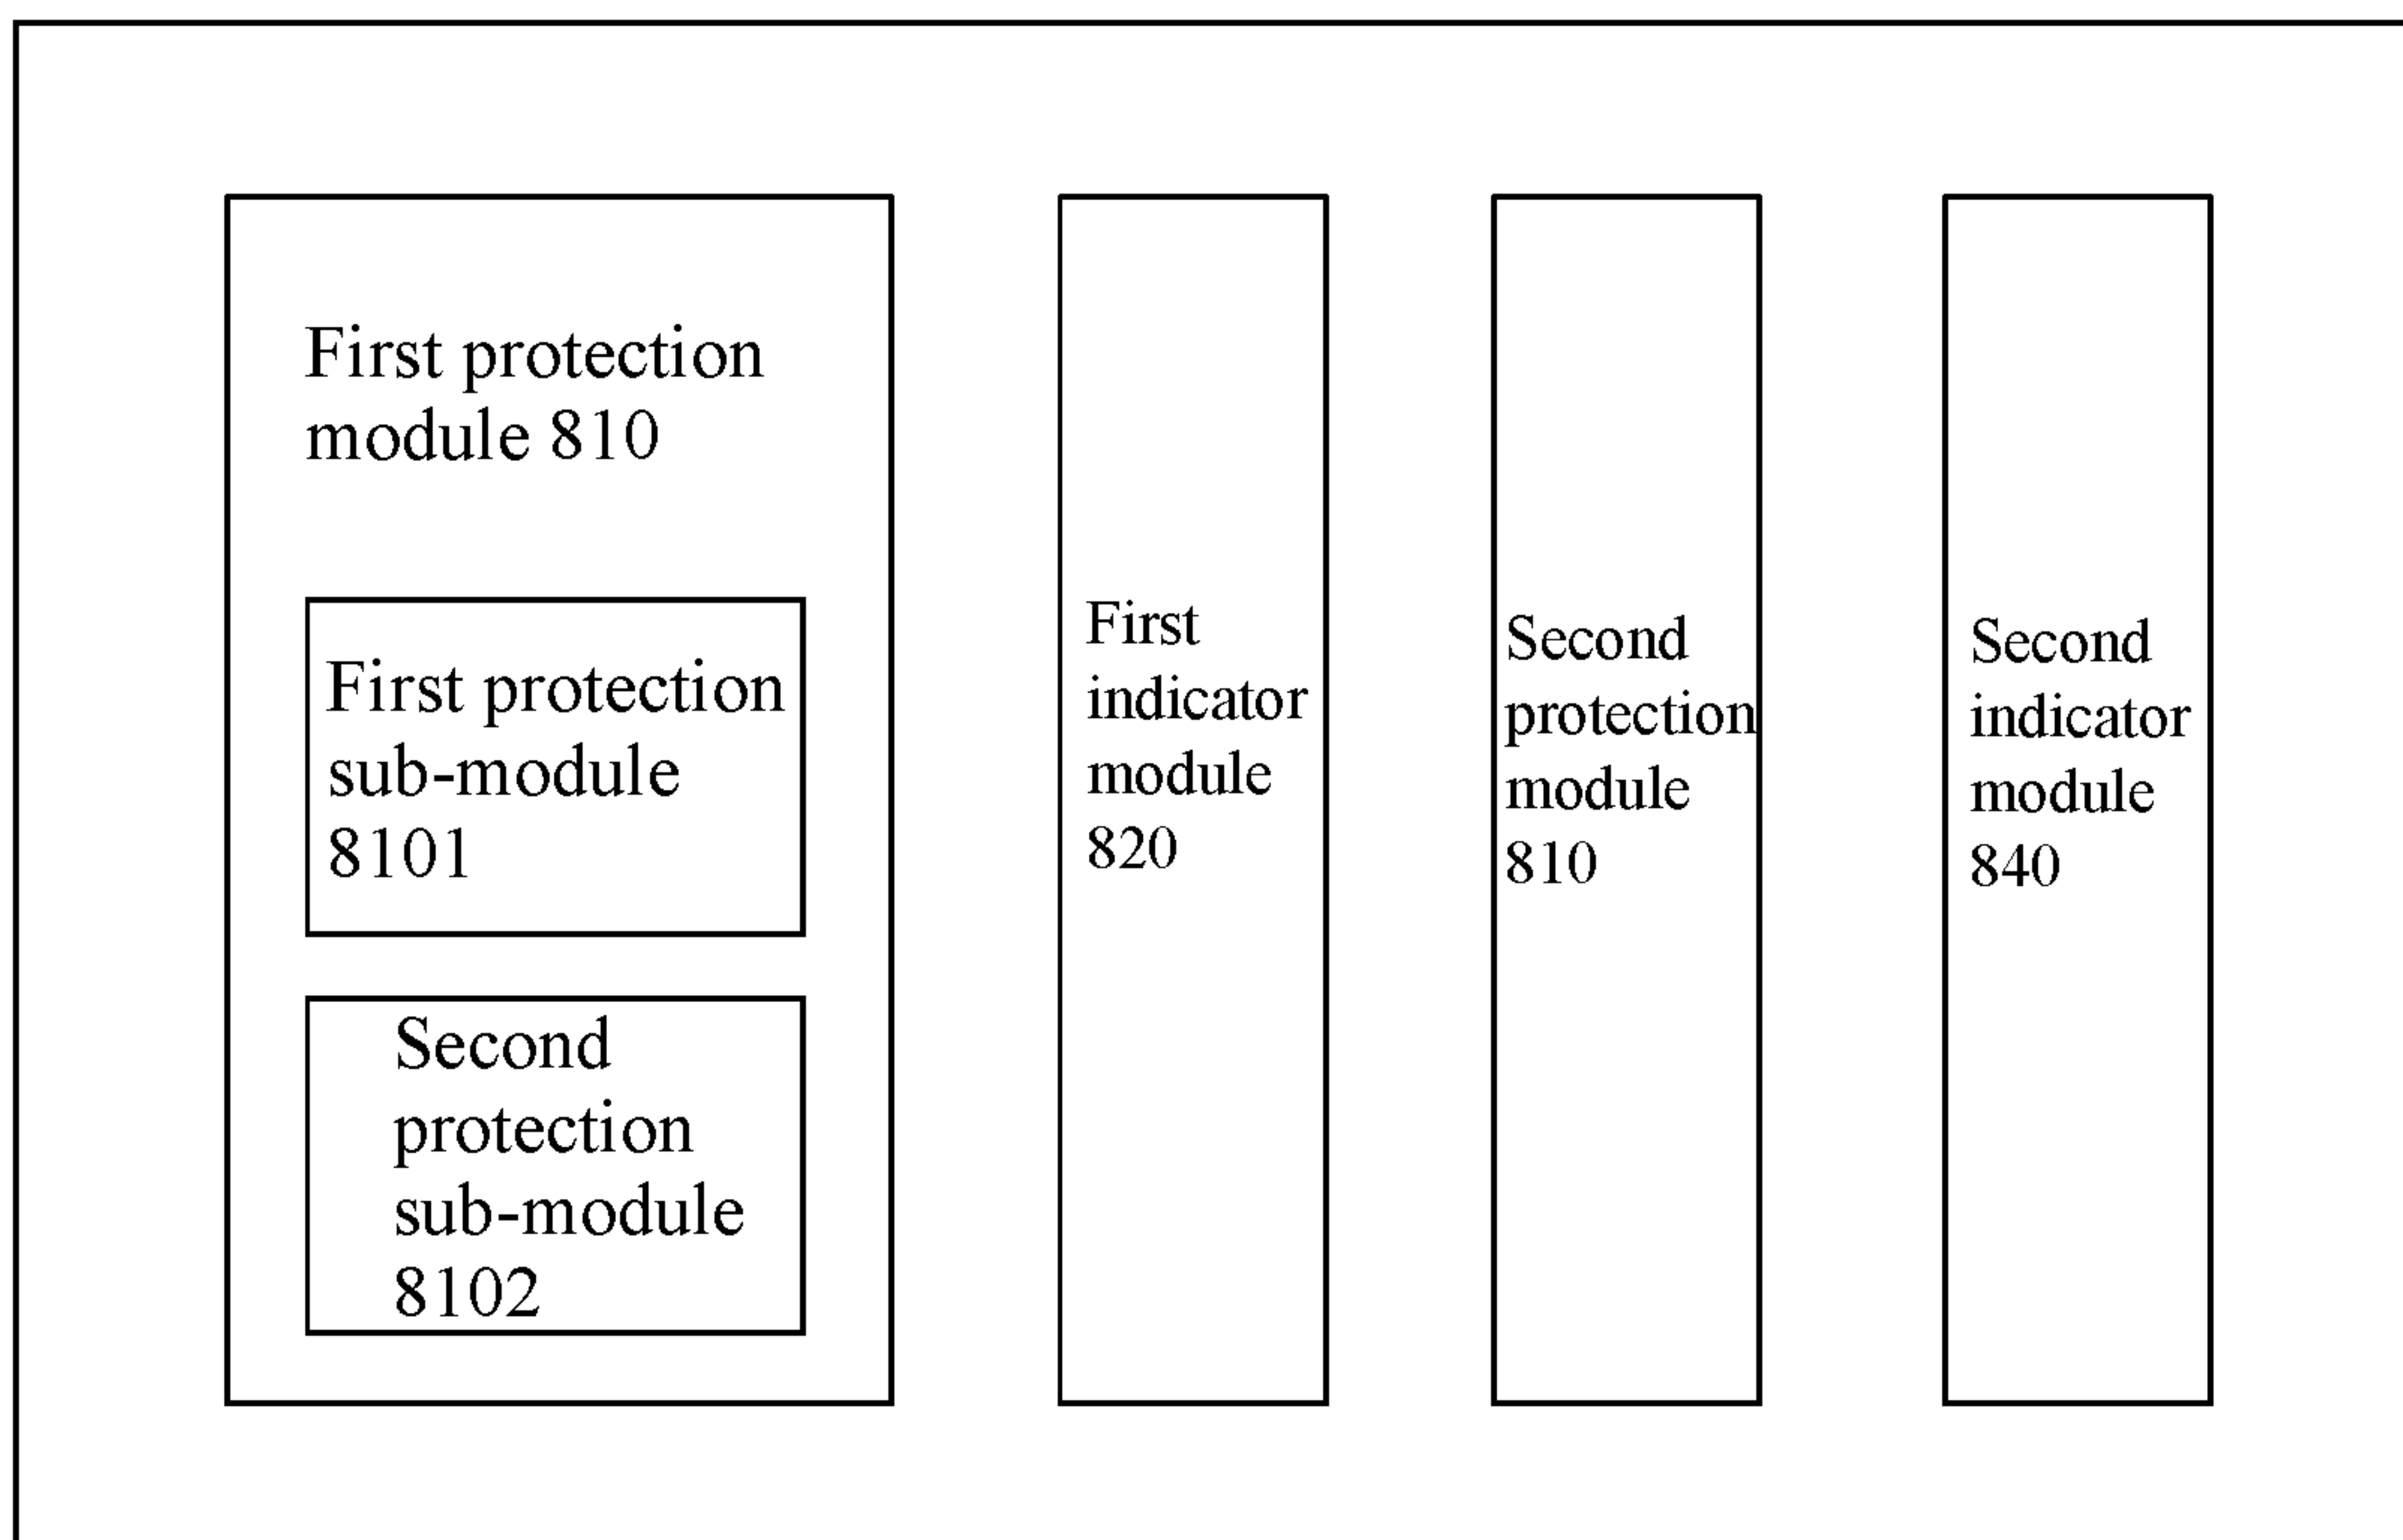 First protection
module 810
First protection
sub-module
8101
Second
protection
sub-module
8102
First
indicator
module
820
Second
protection
module
810
Second
indicator
module
840